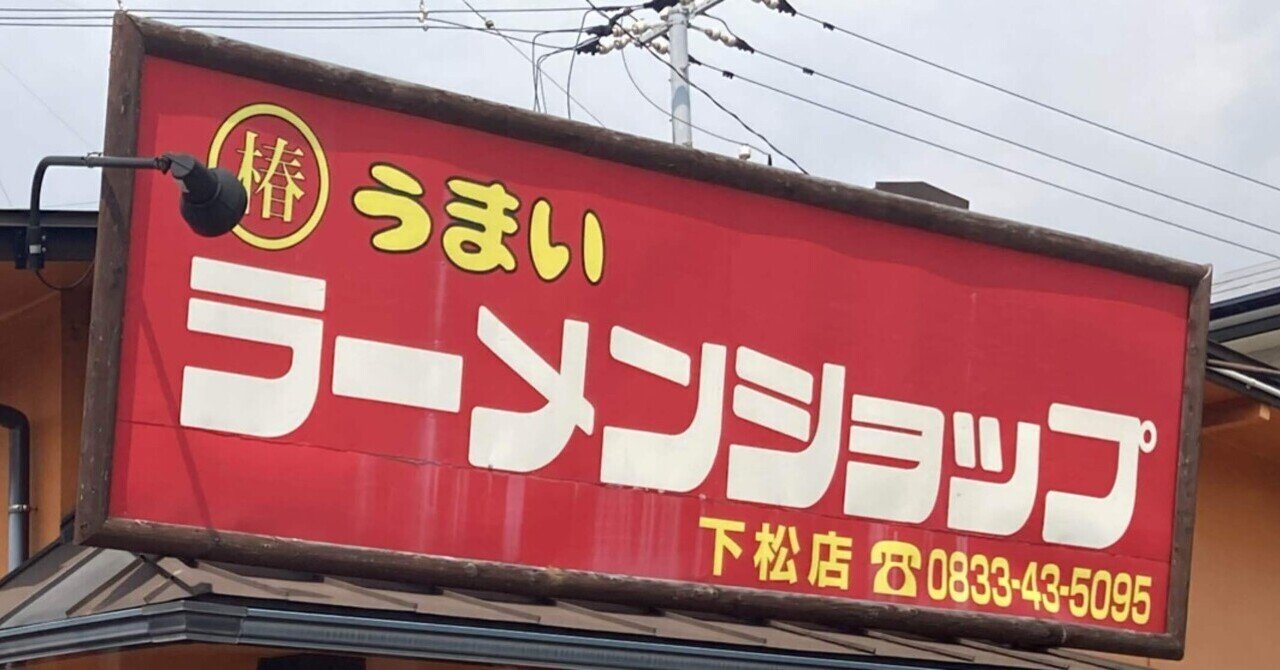 椿 うまい
ラーメンショップ
下松店 ☎0833-43-5095